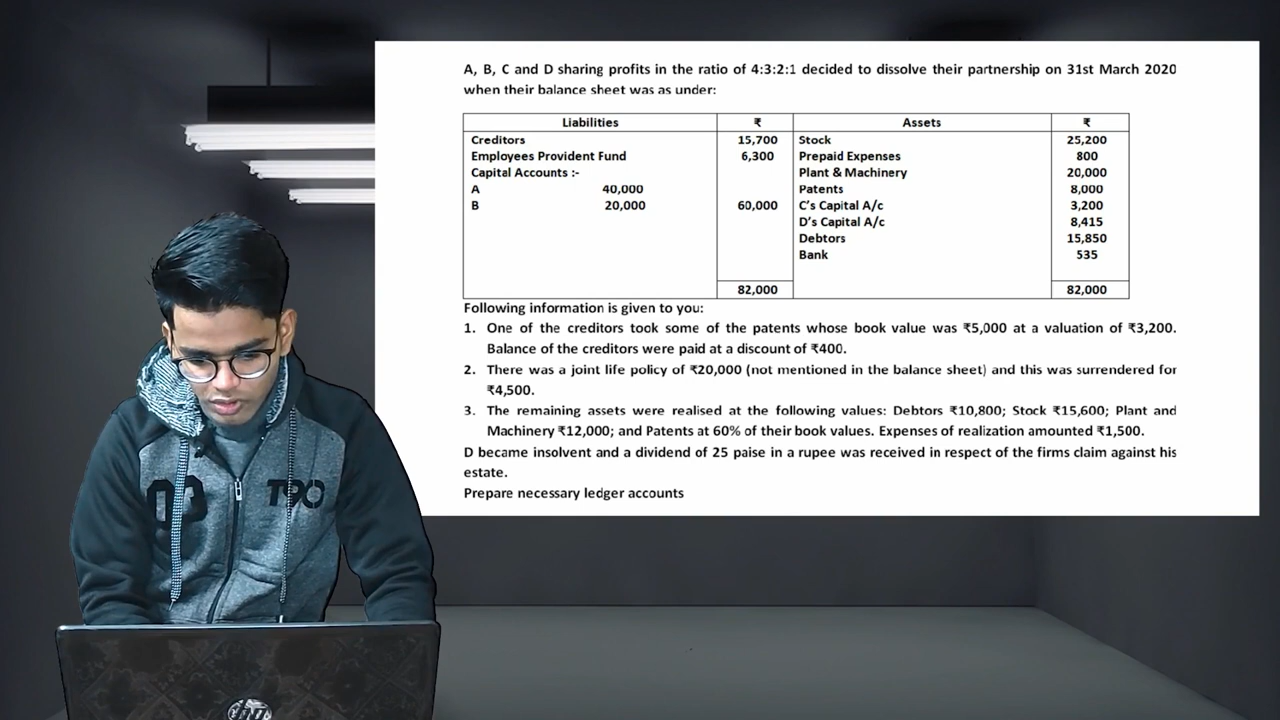 A, B, C and D sharing profits in the ratio of 4:3:2:1 decided to dissolve their partnership on 31st March 2020
when their balance sheet was as under:
Liabilities ₹ Assets ₹
Creditors 15,700 Stock 25,200
Employees Provident Fund 6,300 Prepaid Expenses 800
Capital Accounts :- Plant & Machinery 20,000
A 40,000 Patents 8,000
B 20,000 60,000 C's Capital A/c 3,200
D's Capital A/c 8,415
Debtors 15,850
Bank 535
82,000 82,000
Following information is given to you:
1. One of the creditors took some of the patents whose book value was ₹5,000 at a valuation of ₹3,200.
Balance of the creditors were paid at a discount of ₹400.
2. There was a joint life policy of ₹20,000 (not mentioned in the balance sheet) and this was surrendered for
₹4,500.
3. The remaining assets were realised at the following values: Debtors ₹10,800; Stock ₹15,600; Plant and
Machinery ₹12,000; and Patents at 60% of their book values. Expenses of realization amounted ₹1,500.
D became insolvent and a dividend of 25 paise in a rupee was received in respect of the firms claim against his
estate.
Prepare necessary ledger accounts
hp